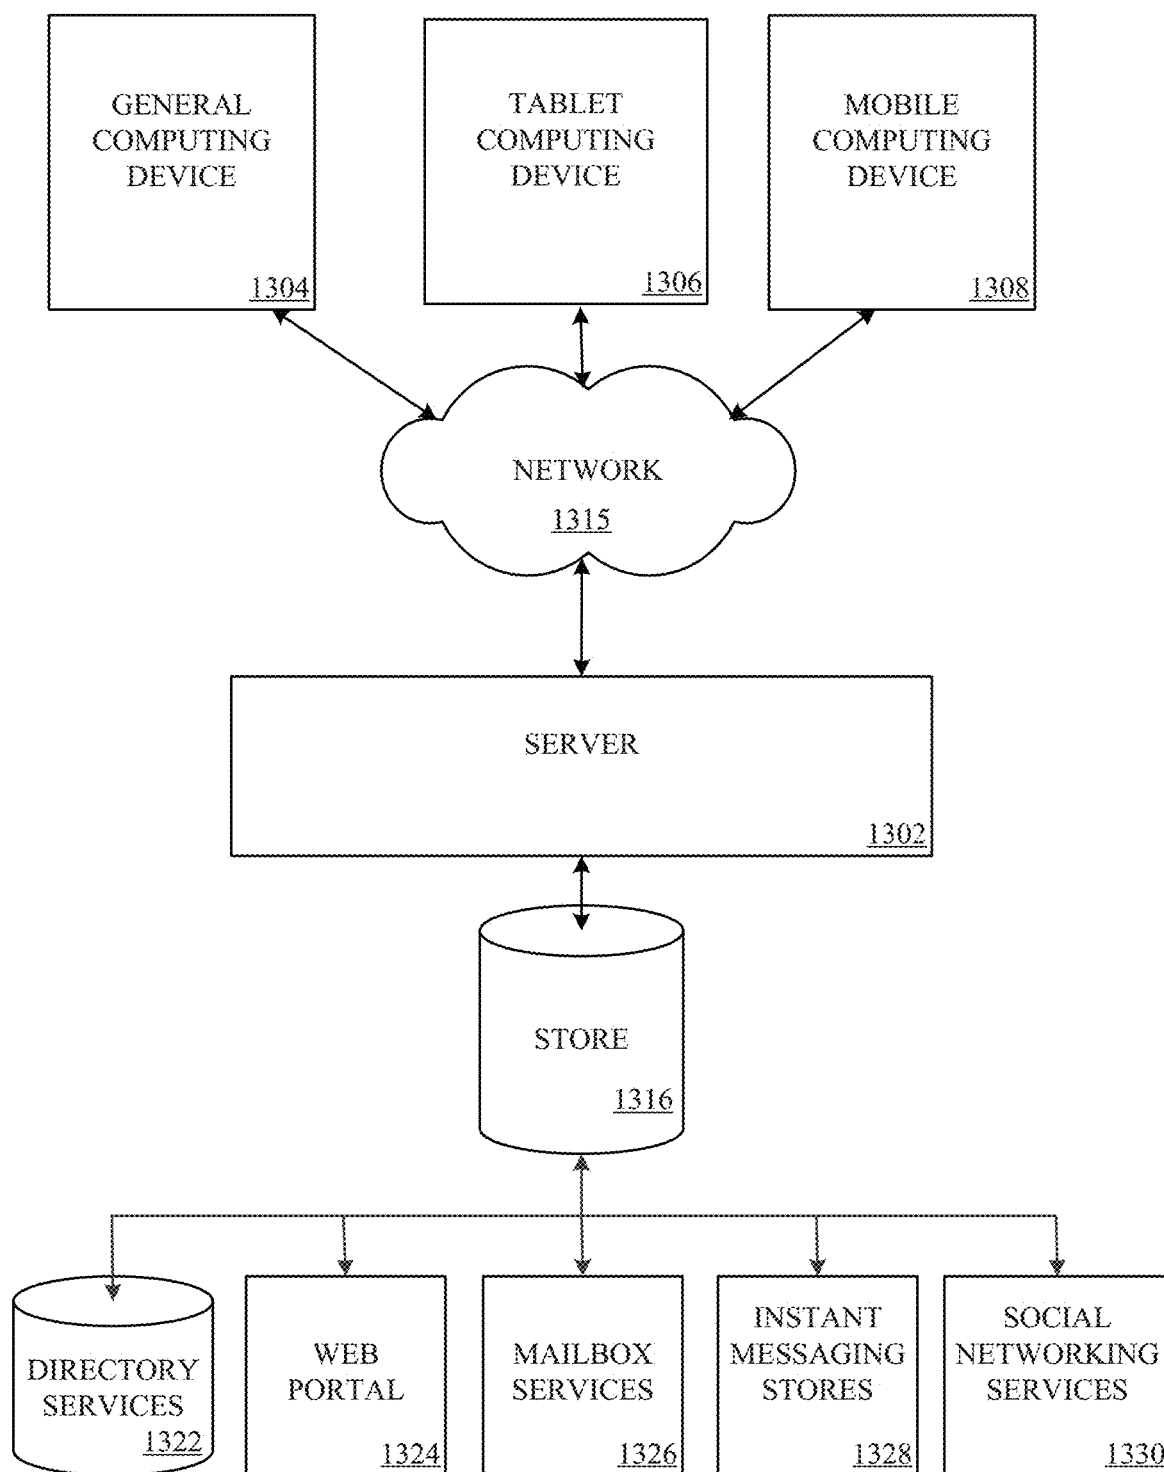 GENERAL
COMPUTING
DEVICE
1304
TABLET
COMPUTING
DEVICE
1306
MOBILE
COMPUTING
DEVICE
1308
NETWORK
1315
SERVER
1302
STORE
1316
DIRECTORY
SERVICES
1322
WEB
PORTAL
1324
MAILBOX
SERVICES
1326
INSTANT
MESSAGING
STORES
1328
SOCIAL
NETWORKING
SERVICES
1330